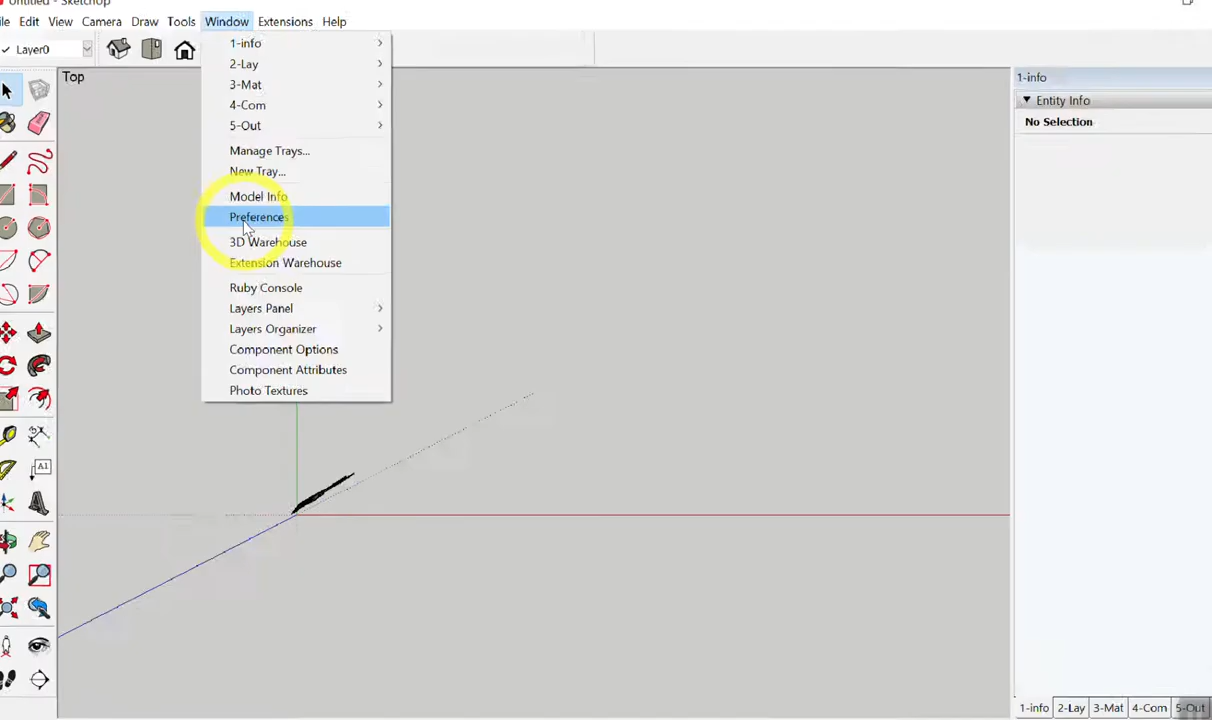 Untitled - SketchUp
Edit View Camera Draw Tools Window Extensions Help
Layer0
Top
1-info
2-Lay
3-Mat
4-Com
5-Out
Manage Trays...
New Tray...
Model Info
Preferences
3D Warehouse
Extension Warehouse
Ruby Console
Layers Panel
Layers Organizer
Component Options
Component Attributes
Photo Textures
A1
1-info
Entity Info
No Selection
1-info 2-Lay 3-Mat 4-Com 5-Out